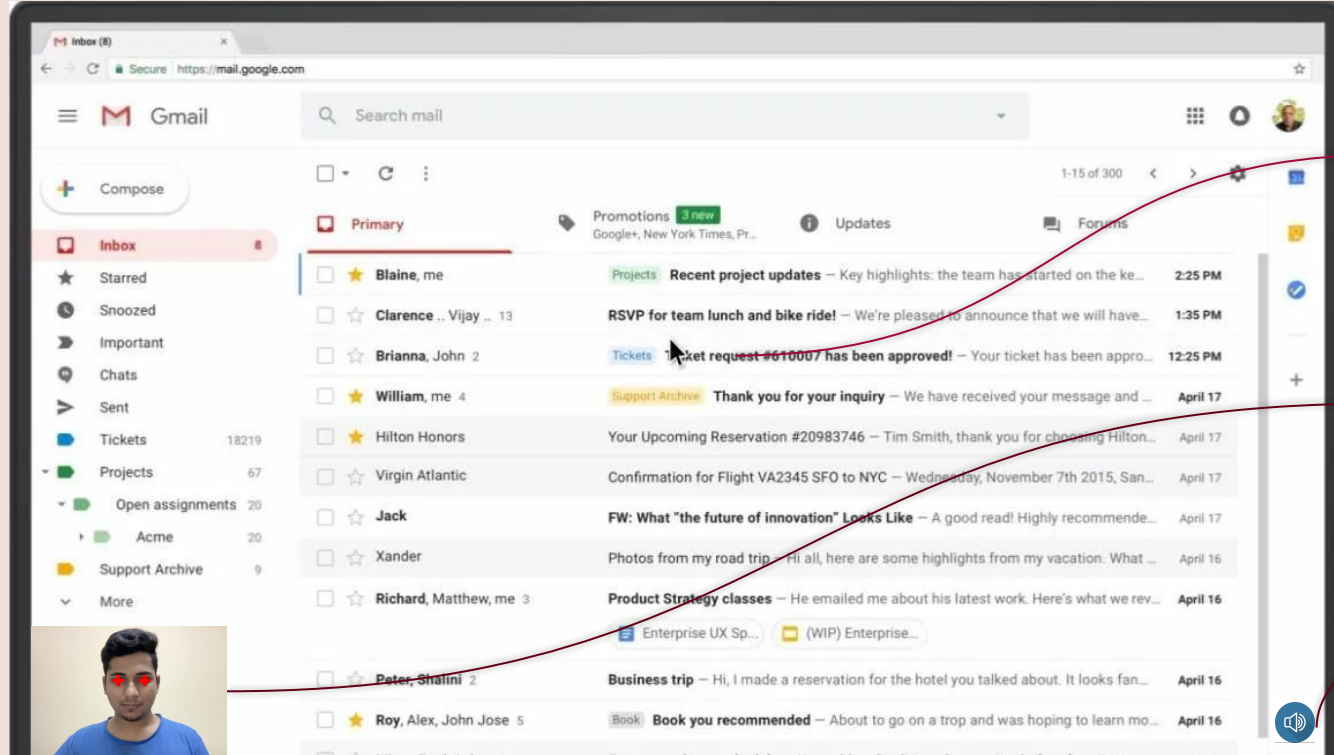 Inbox (8) ×
Secure https://mail.google.com
Gmail Search mail
Compose
1-15 of 300
Primary
Promotions 3 new
Google+, New York Times, Pr...
Updates
Forums
Inbox 8
Starred
Snoozed
Important
Chats
Sent
Tickets 18219
Projects 67
Open assignments 20
Acme 20
Support Archive 9
More
Blaine, me Projects Recent project updates – Key highlights: the team has started on the ke... 2:25 PM
Clarence .. Vijay .. 13 RSVP for team lunch and bike ride! – We're pleased to announce that we will have... 1:35 PM
Brianna, John 2 Tickets Ticket request #610007 has been approved! – Your ticket has been appro... 12:25 PM
William, me 4 Support Archive Thank you for your inquiry – We have received your message and ... April 17
Hilton Honors Your Upcoming Reservation #20983746 – Tim Smith, thank you for choosing Hilton... April 17
Virgin Atlantic Confirmation for Flight VA2345 SFO to NYC – Wednesday, November 7th 2015, San... April 17
Jack FW: What "the future of innovation" Looks Like – A good read! Highly recommende... April 17
Xander Photos from my road trip – Hi all, here are some highlights from my vacation. What ... April 16
Richard, Matthew, me 3 Product Strategy classes – He emailed me about his latest work. Here's what we rev... April 16
Enterprise UX Sp... (WIP) Enterprise...
Peter, Shalini 2 Business trip – Hi, I made a reservation for the hotel you talked about. It looks fan... April 16
Roy, Alex, John Jose 5 Book Book you recommended – About to go on a trop and was hoping to learn mo... April 16